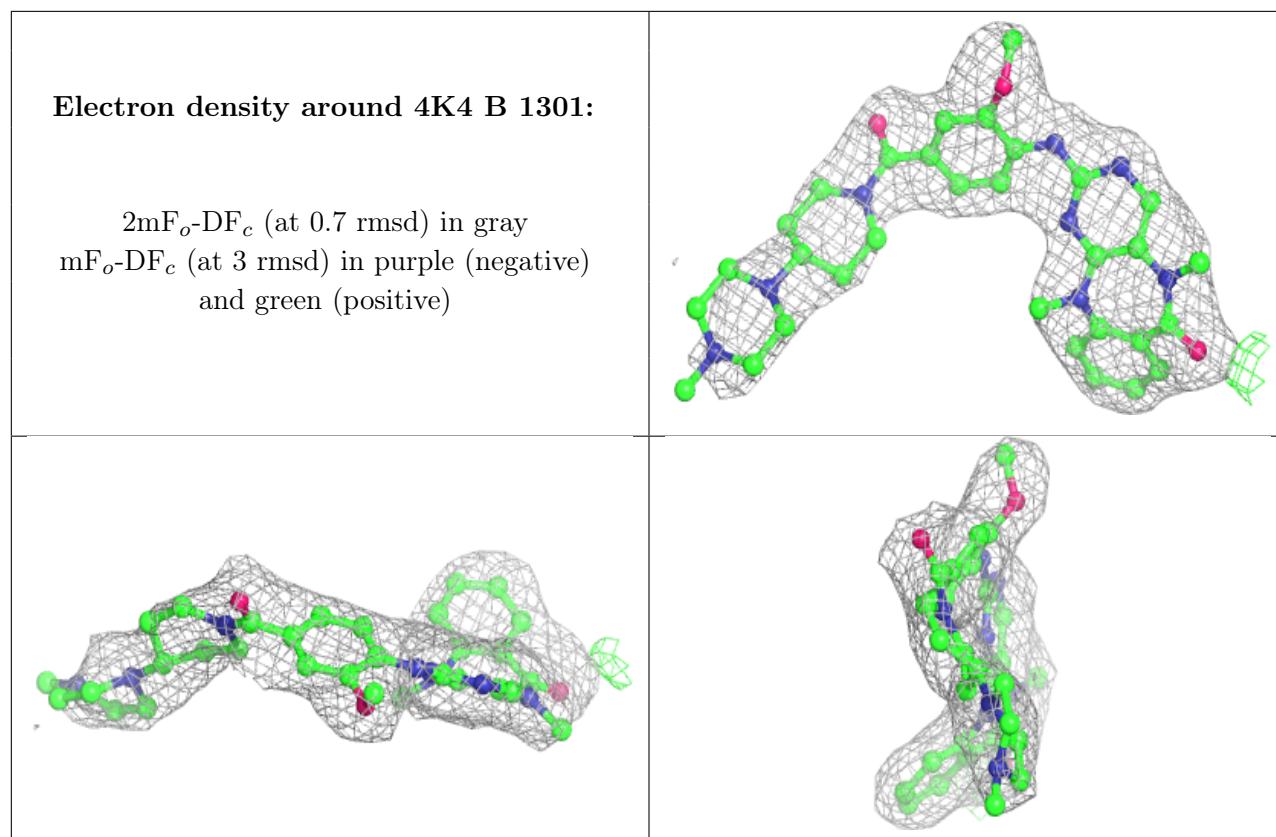 Electron density around 4K4 B 1301:
2mFo-DFc (at 0.7 rmsd) in gray
mFo-DFc (at 3 rmsd) in purple (negative)
and green (positive)